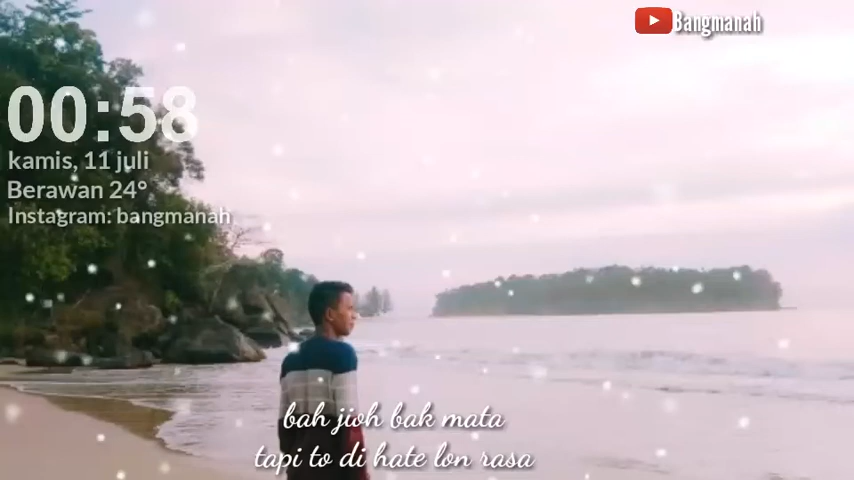 Bangmanah
00:58
kamis, 11 juli
Berawan 24°
Instagram: bangmanah
bah jioh bak mata
tapi to di hate lon rasa